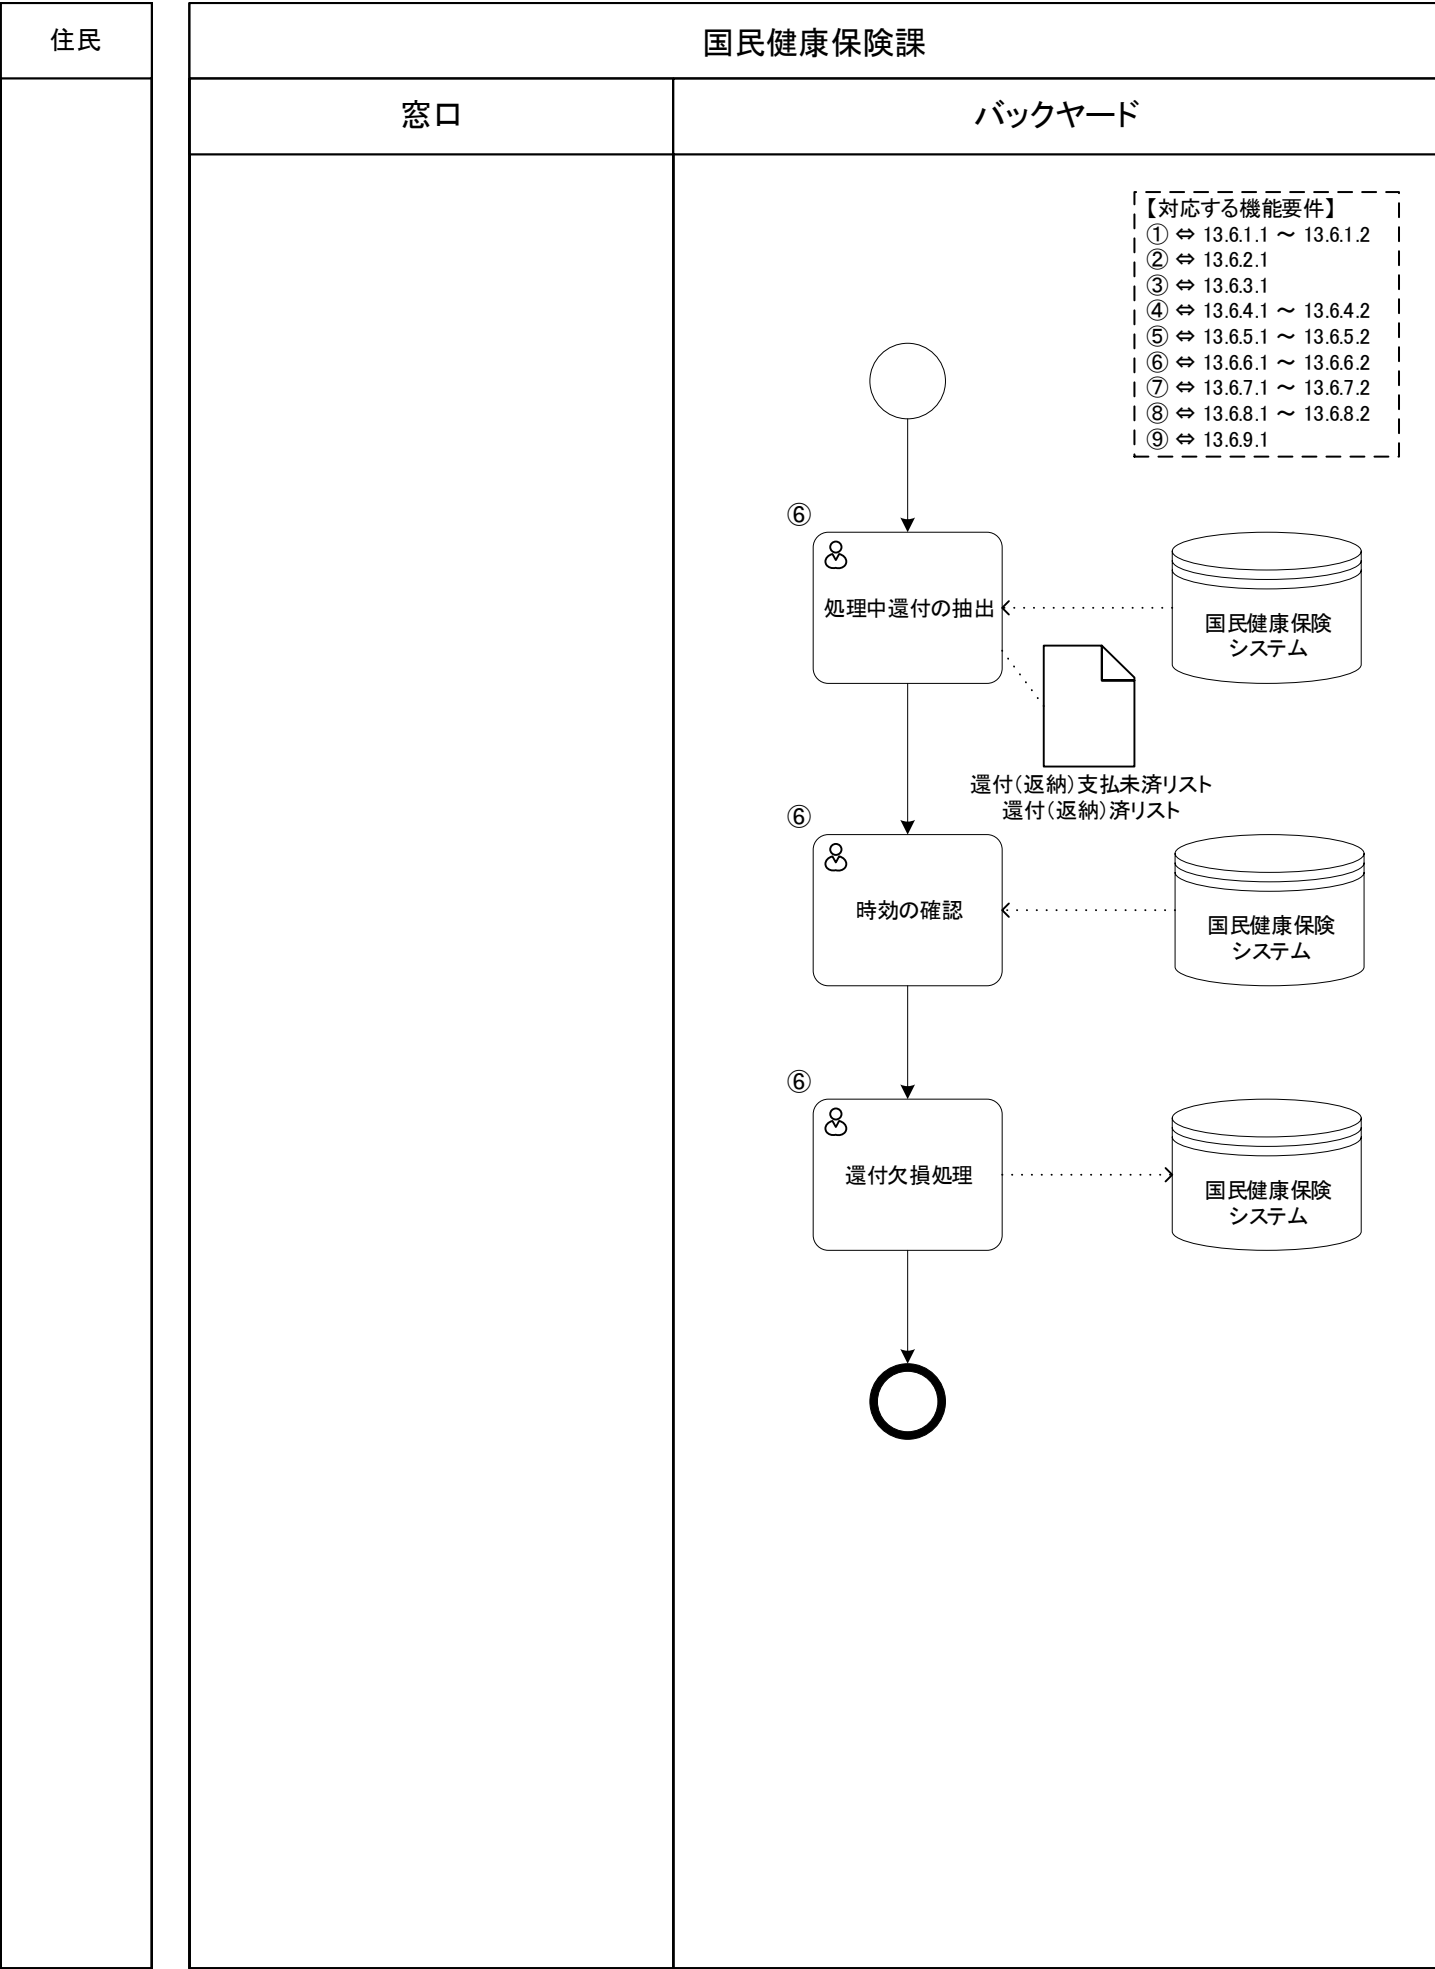 住民
国民健康保険課
窓口
バックヤード
【対応する機能要件】
① ⇔ 13.6.1.1 ～ 13.6.1.2
② ⇔ 13.6.2.1
③ ⇔ 13.6.3.1
④ ⇔ 13.6.4.1 ～ 13.6.4.2
⑤ ⇔ 13.6.5.1 ～ 13.6.5.2
⑥ ⇔ 13.6.6.1 ～ 13.6.6.2
⑦ ⇔ 13.6.7.1 ～ 13.6.7.2
⑧ ⇔ 13.6.8.1 ～ 13.6.8.2
⑨ ⇔ 13.6.9.1
⑥
処理中還付の抽出
国民健康保険
システム
還付（返納）支払未済リスト
還付（返納）済リスト
⑥
時効の確認
国民健康保険
システム
⑥
還付欠損処理
国民健康保険
システム